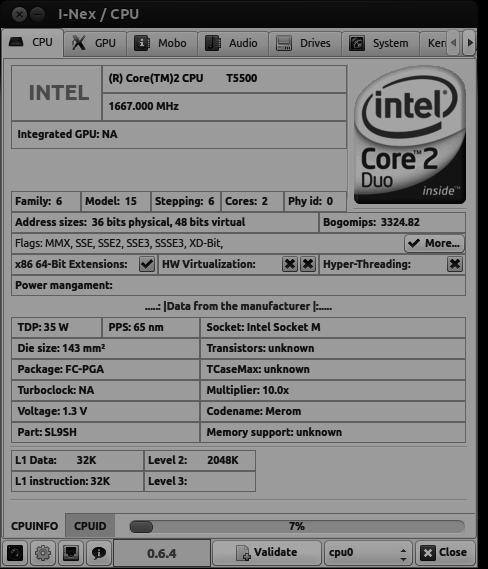 I-Nex / CPU
CPU GPU Mobo Audio Drives System Kern
INTEL
(R) Core(TM)2 CPU T5500
1667.000 MHz
Integrated GPU: NA
intel
Core™2
Duo
inside™
Family: 6 Model: 15 Stepping: 6 Cores: 2 Phy id: 0
Address sizes: 36 bits physical, 48 bits virtual Bogomips: 3324.82
Flags: MMX, SSE, SSE2, SSE3, SSSE3, XD-Bit, More...
x86 64-Bit Extensions: HW Virtualization: Hyper-Threading:
Power mangament:
.....: |Data from the manufacturer |:.....
TDP: 35 W PPS: 65 nm Socket: Intel Socket M
Die size: 143 mm² Transistors: unknown
Package: FC-PGA TCaseMax: unknown
Turboclock: NA Multiplier: 10.0x
Voltage: 1.3 V Codename: Merom
Part: SL9SH Memory support: unknown
L1 Data: 32K Level 2: 2048K
L1 instruction: 32K Level 3:
CPUINFO CPUID 7%
0.6.4 Validate cpu0 Close